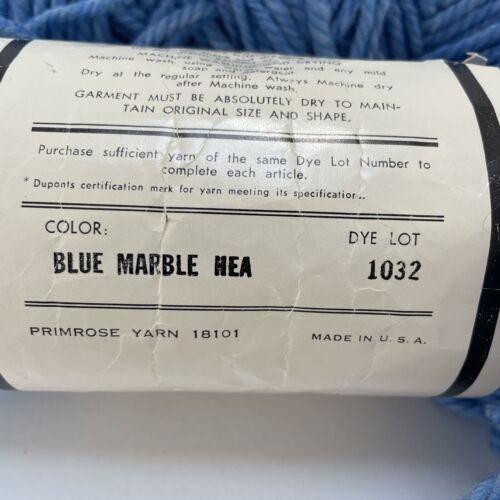 MACHINE
DRYING
Machine wash, using
water and any mild
soap
detergent.
Dry at the regular setting. Always Machine dry
after Machine wash.
GARMENT MUST BE ABSOLUTELY DRY TO MAIN-
TAIN ORIGINAL SIZE AND SHAPE.
Purchase sufficient yarn of the same Dye Lot Number to
complete each article.
* Duponts certification mark for yarn meeting its specification..
COLOR:
DYE LOT
BLUE MARBLE HEA
1032
PRIMROSE YARN 18101
MADE IN U. S. A.